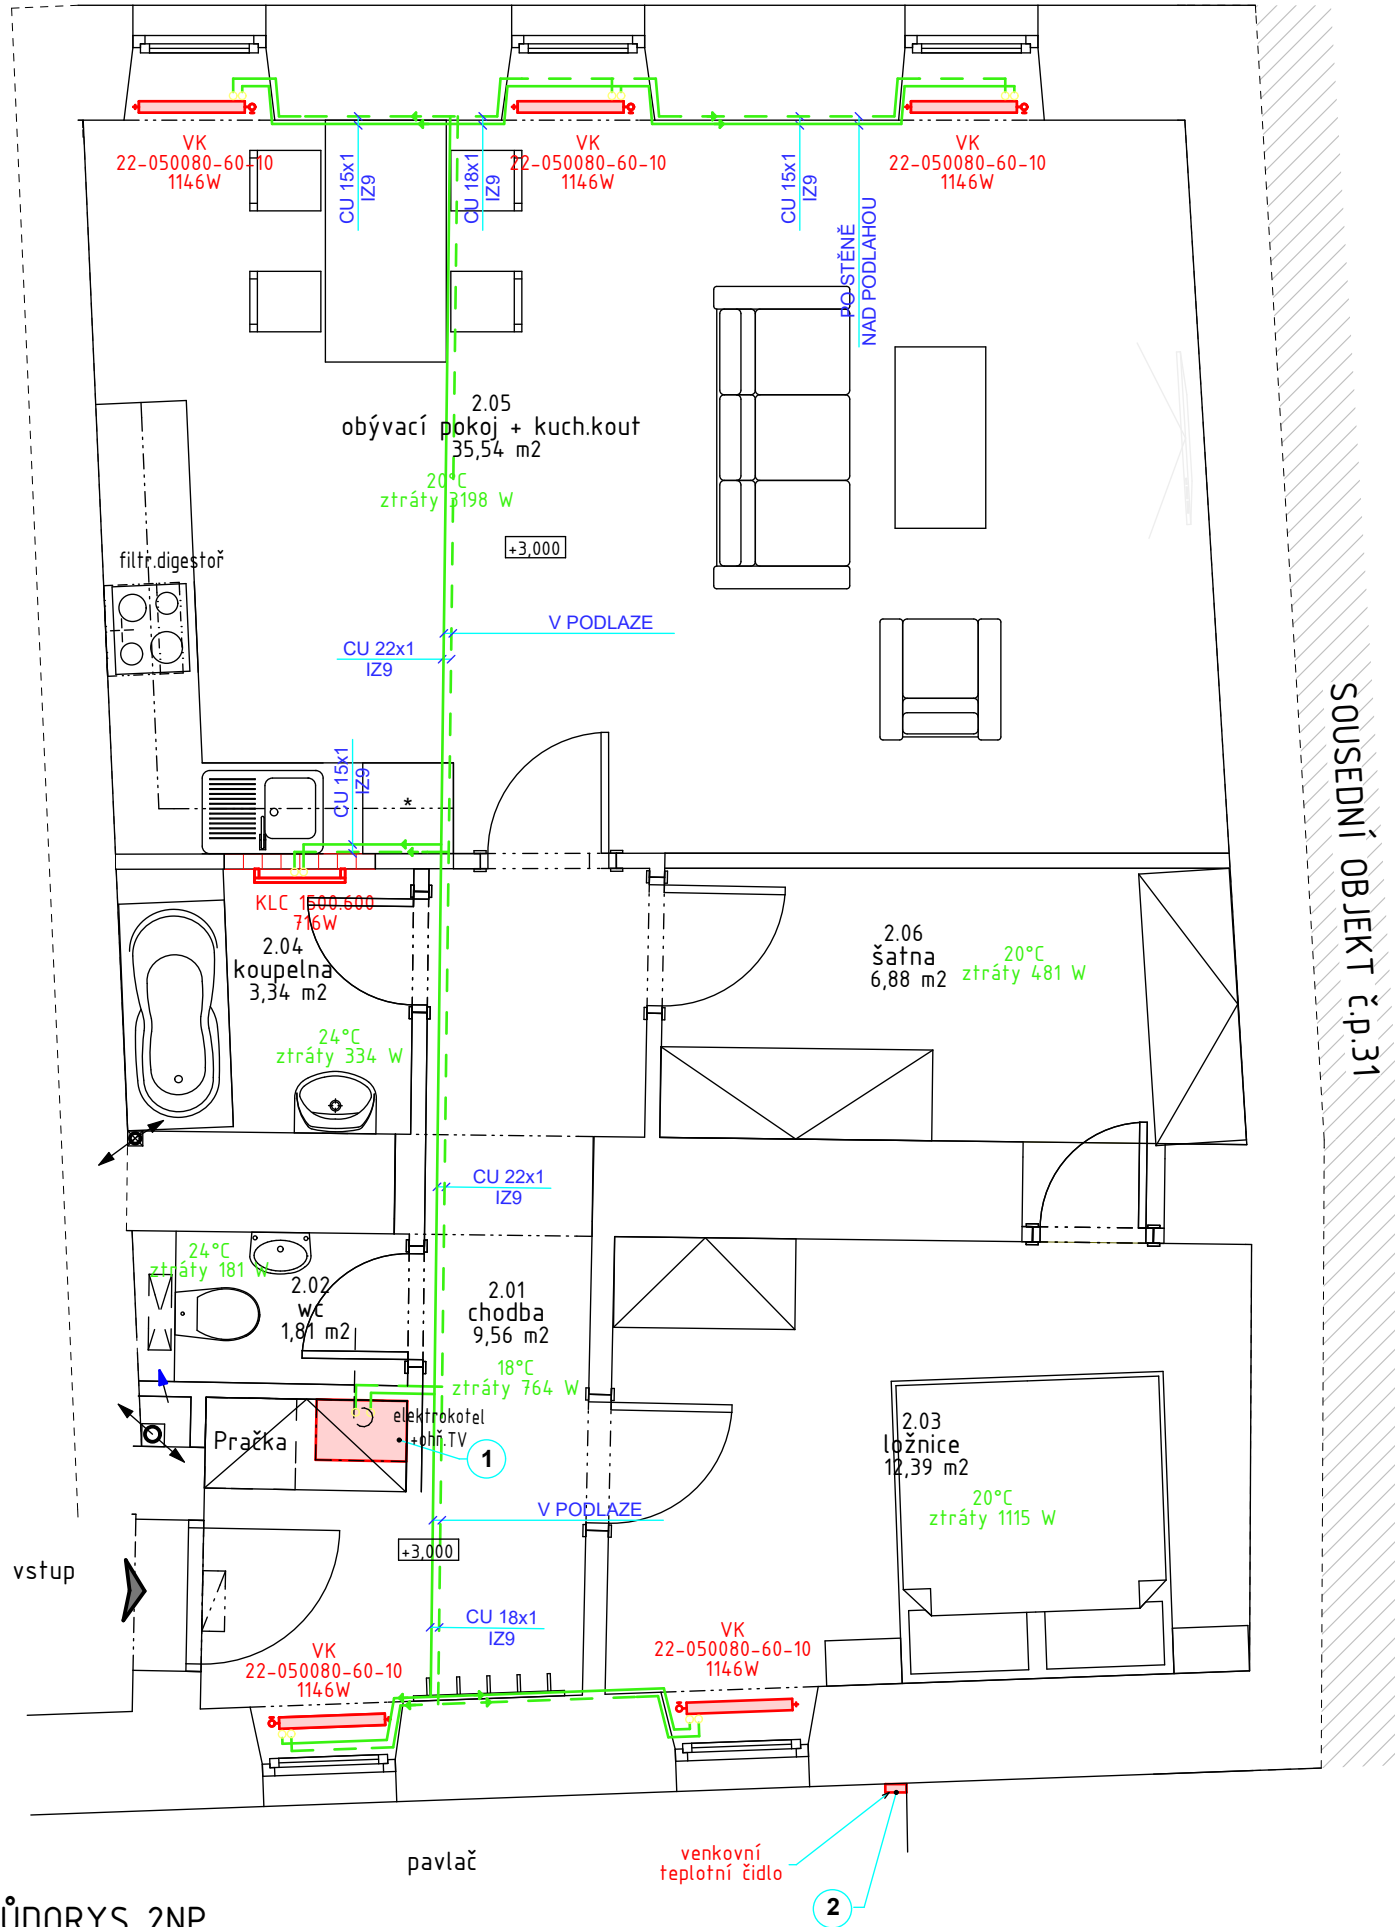 VK
22-050080-60-10
1146W
VK
22-050080-60-10
1146W
VK
22-050080-60-10
1146W
CU 15x1
IZ9
CU 18x1
IZ9
CU 15x1
IZ9
PO STĚNĚ
NAD PODLAHOU
2.05
obývací pokoj + kuch.kout
35,54 m2
20°C
ztráty 3198 W
+3,000
filtr.digestoř
V PODLAZE
CU 22x1
IZ9
CU 15x1
IZ9
*
SOUSEDNÍ OBJEKT č.p.31
KLC 1500.600
716W
2.04
koupelna
3,34 m2
24°C
ztráty 334 W
2.06
šatna
6,88 m2
20°C
ztráty 481 W
CU 22x1
IZ9
24°C
ztráty 181 W
2.02
wc
1,81 m2
2.01
chodba
9,56 m2
18°C
ztráty 764 W
elektrokotel
+ohř.TV
1
Pračka
2.03
ložnice
12,39 m2
20°C
ztráty 1115 W
V PODLAZE
+3,000
vstup
CU 18x1
IZ9
VK
22-050080-60-10
1146W
VK
22-050080-60-10
1146W
pavlač
venkovní
teplotní čidlo
2
ŮDORYS 2NP